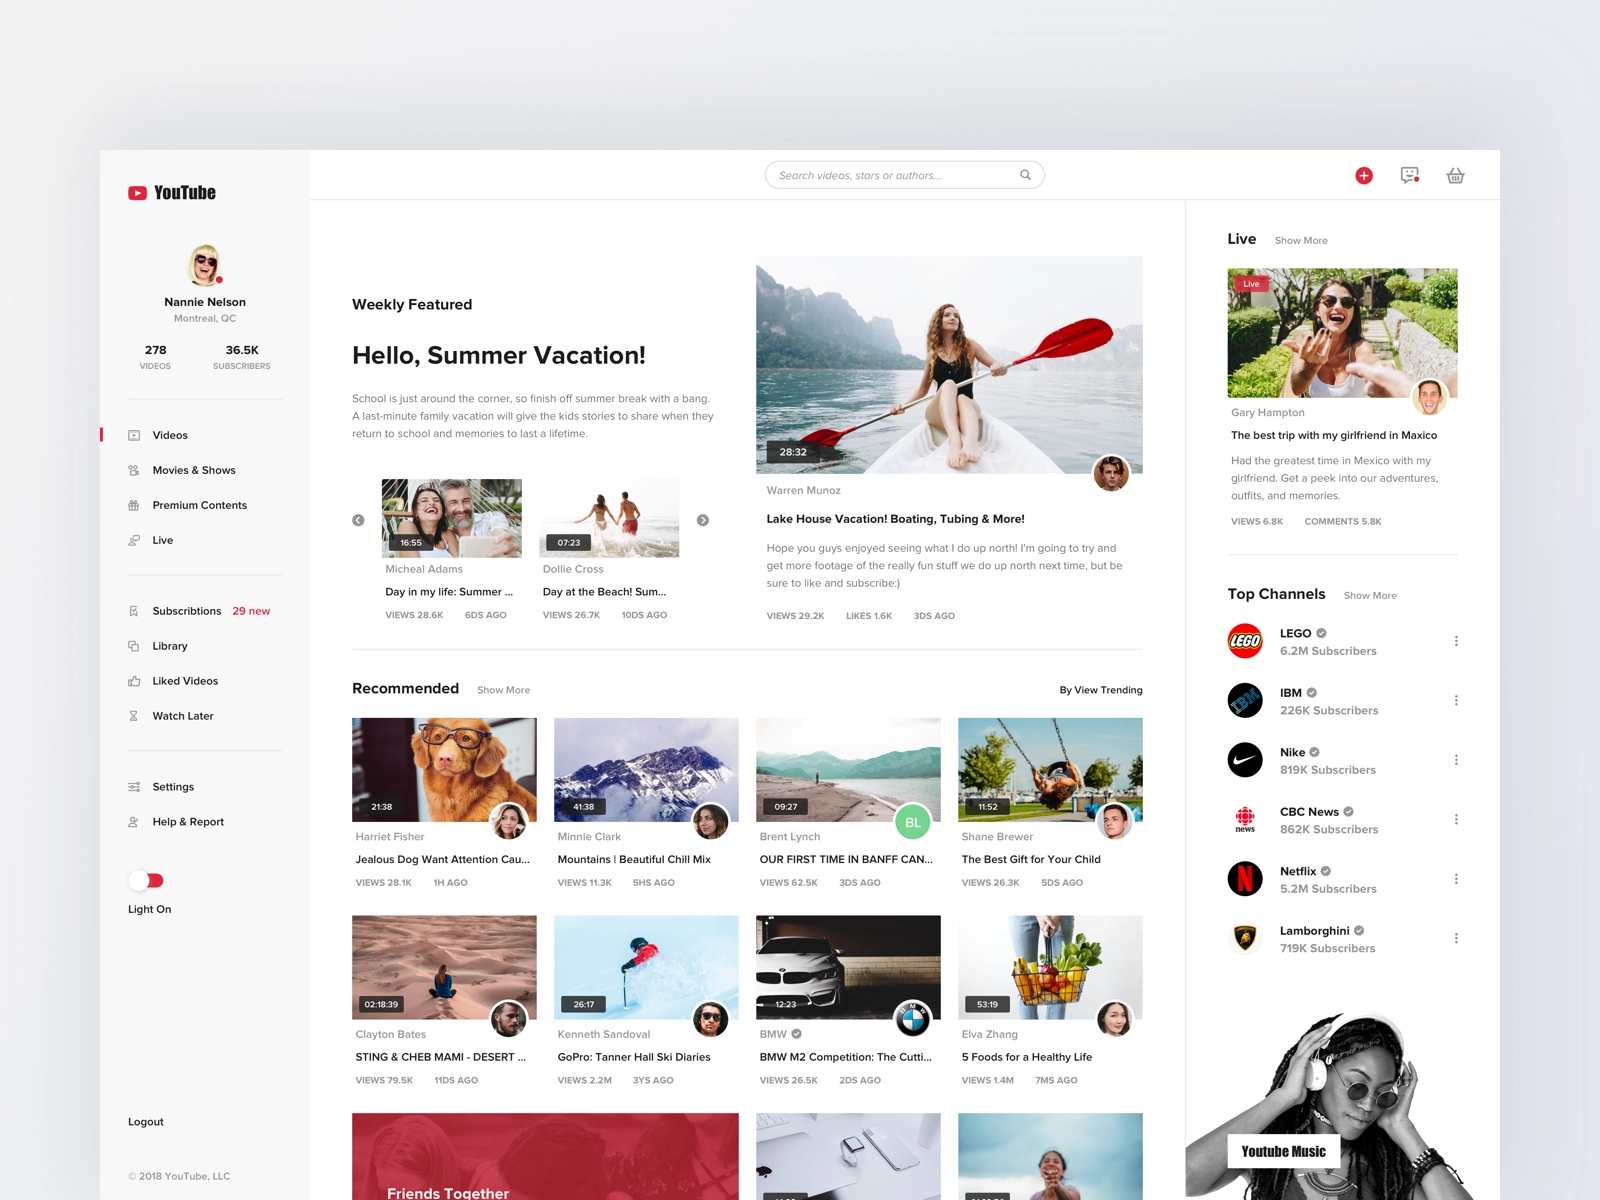 YouTube
Search videos, stars or authors...
Nannie Nelson
Montreal, QC
278
VIDEOS
36.5K
SUBSCRIBERS
Videos
Movies & Shows
Premium Contents
Live
Subscribtions 29 new
Library
Liked Videos
Watch Later
Settings
Help & Report
Light On
Logout
© 2018 YouTube, LLC
Weekly Featured
Hello, Summer Vacation!
School is just around the corner, so finish off summer break with a bang.
A last-minute family vacation will give the kids stories to share when they
return to school and memories to last a lifetime.
16:55
Micheal Adams
Day in my life: Summer ...
VIEWS 28.6K 6DS AGO
07:23
Dollie Cross
Day at the Beach! Sum...
VIEWS 26.7K 10DS AGO
28:32
Warren Munoz
Lake House Vacation! Boating, Tubing & More!
Hope you guys enjoyed seeing what I do up north! I'm going to try and
get more footage of the really fun stuff we do up north next time, but be
sure to like and subscribe:)
VIEWS 29.2K LIKES 1.6K 3DS AGO
Recommended Show More
By View Trending
21:38
Harriet Fisher
Jealous Dog Want Attention Cau...
VIEWS 28.1K 1H AGO
41:38
Minnie Clark
Mountains | Beautiful Chill Mix
VIEWS 11.3K 5HS AGO
09:27
BL
Brent Lynch
OUR FIRST TIME IN BANFF CAN...
VIEWS 62.5K 3DS AGO
11:52
Shane Brewer
The Best Gift for Your Child
VIEWS 26.3K 5DS AGO
02:18:39
Clayton Bates
STING & CHEB MAMI - DESERT ...
VIEWS 79.5K 11DS AGO
26:17
Kenneth Sandoval
GoPro: Tanner Hall Ski Diaries
VIEWS 2.2M 3YS AGO
12:23
BMW
BMW
BMW M2 Competition: The Cutti...
VIEWS 26.5K 2DS AGO
53:19
Elva Zhang
5 Foods for a Healthy Life
VIEWS 1.4M 7MS AGO
Friends Together
Live Show More
Live
Gary Hampton
The best trip with my girlfriend in Maxico
Had the greatest time in Mexico with my
girlfriend. Get a peek into our adventures,
outfits, and memories.
VIEWS 6.8K COMMENTS 5.8K
Top Channels Show More
LEGO
LEGO
6.2M Subscribers
IBM
IBM
226K Subscribers
Nike
819K Subscribers
news
CBC News
862K Subscribers
N
Netflix
5.2M Subscribers
Lamborghini
719K Subscribers
Youtube Music